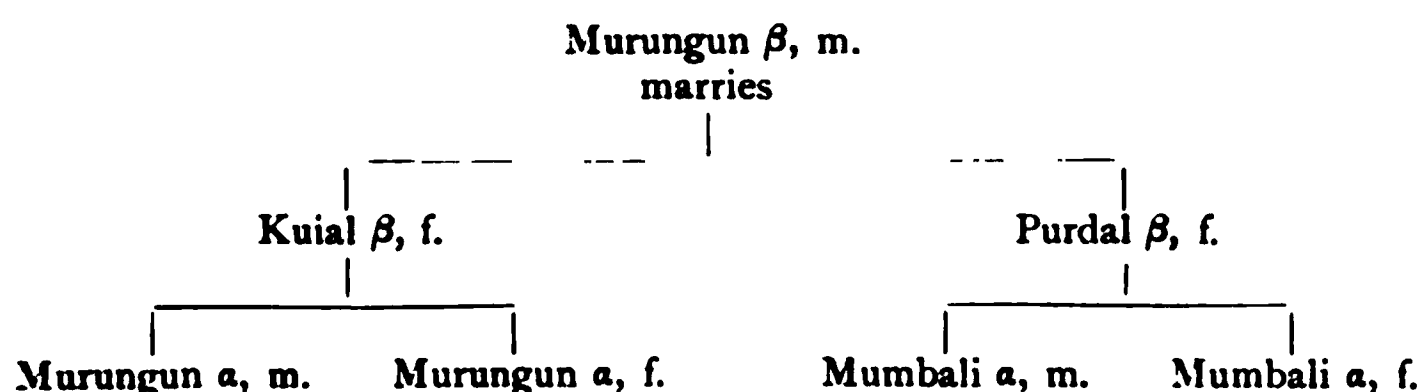 Murungun β, m.
marries
Kuial β, f. Purdal β, f.
Murungun α, m. Murungun α, f. Mumbali α, m. Mumbali α, f.